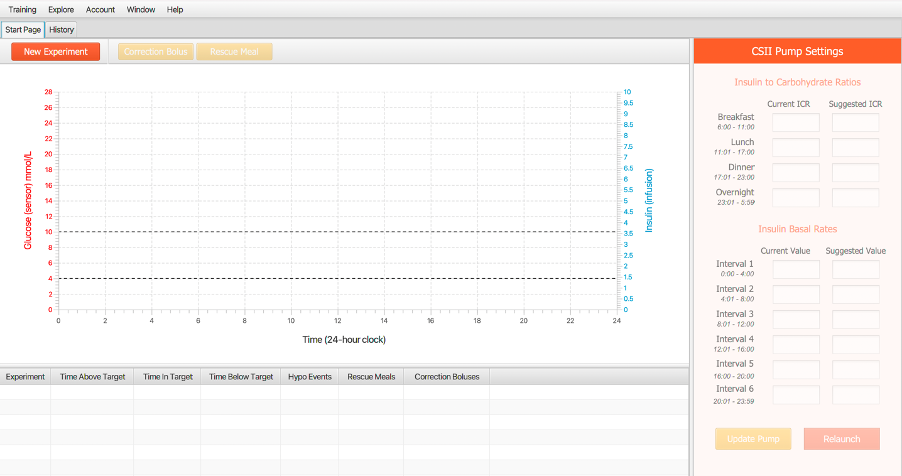 Training Explore Account Window Help
Start Page History
New Experiment Correction Bolus Rescue Meal
28
26
24
22
20
18
16
14
12
10
8
6
4
2
0
Glucose (sensor) mmol/L
10
9.5
9
8.5
8
7.5
7
6.5
6
5.5
5
4.5
4
3.5
3
2.5
2
1.5
1
0.5
0
Insulin (infusion)
0 2 4 6 8 10 12 14 16 18 20 22 24
Time (24-hour clock)
Experiment Time Above Target Time In Target Time Below Target Hypo Events Rescue Meals Correction Boluses
CSII Pump Settings
Insulin to Carbohydrate Ratios
Current ICR Suggested ICR
Breakfast
6:00 - 11:00
Lunch
11:01 - 17:00
Dinner
17:01 - 23:00
Overnight
23:01 - 5:59
Insulin Basal Rates
Current Value Suggested Value
Interval 1
0:00 - 4:00
Interval 2
4:01 - 8:00
Interval 3
8:01 - 12:00
Interval 4
12:01 - 16:00
Interval 5
16:00 - 20:00
Interval 6
20:01 - 23:59
Update Pump Relaunch